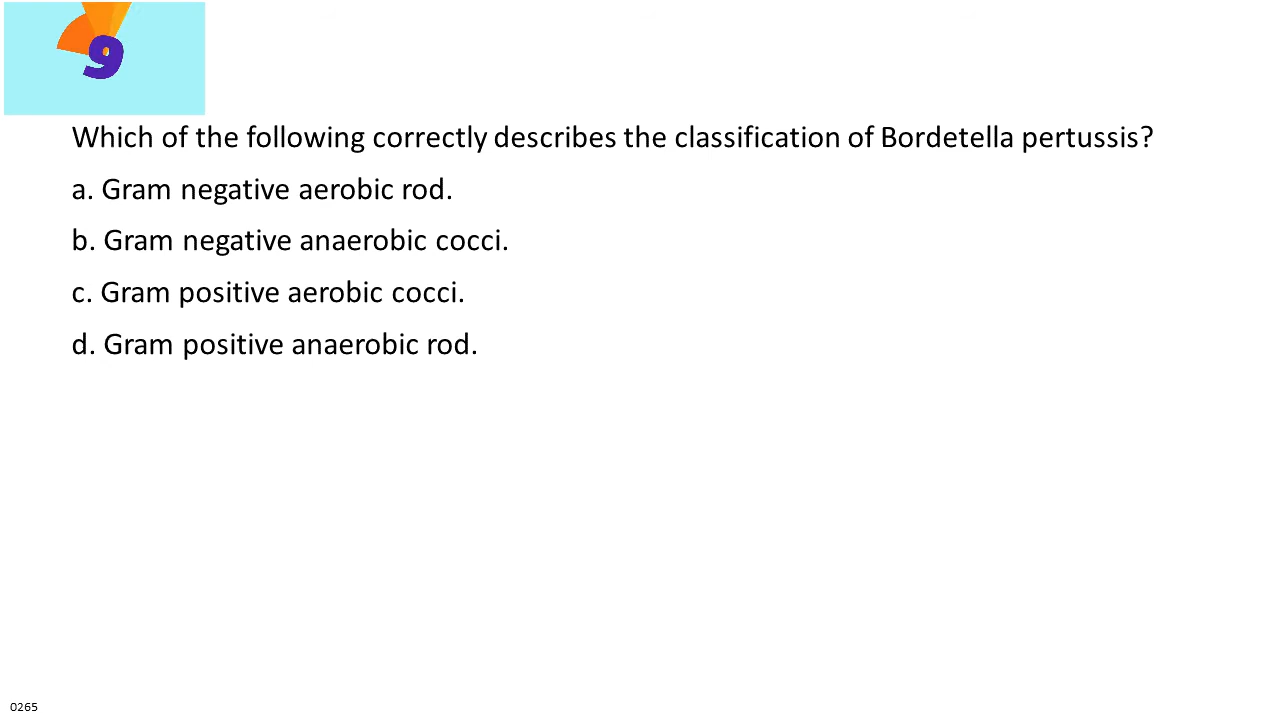 9
Which of the following correctly describes the classification of Bordetella pertussis?
a. Gram negative aerobic rod.
b. Gram negative anaerobic cocci.
c. Gram positive aerobic cocci.
d. Gram positive anaerobic rod.
0265